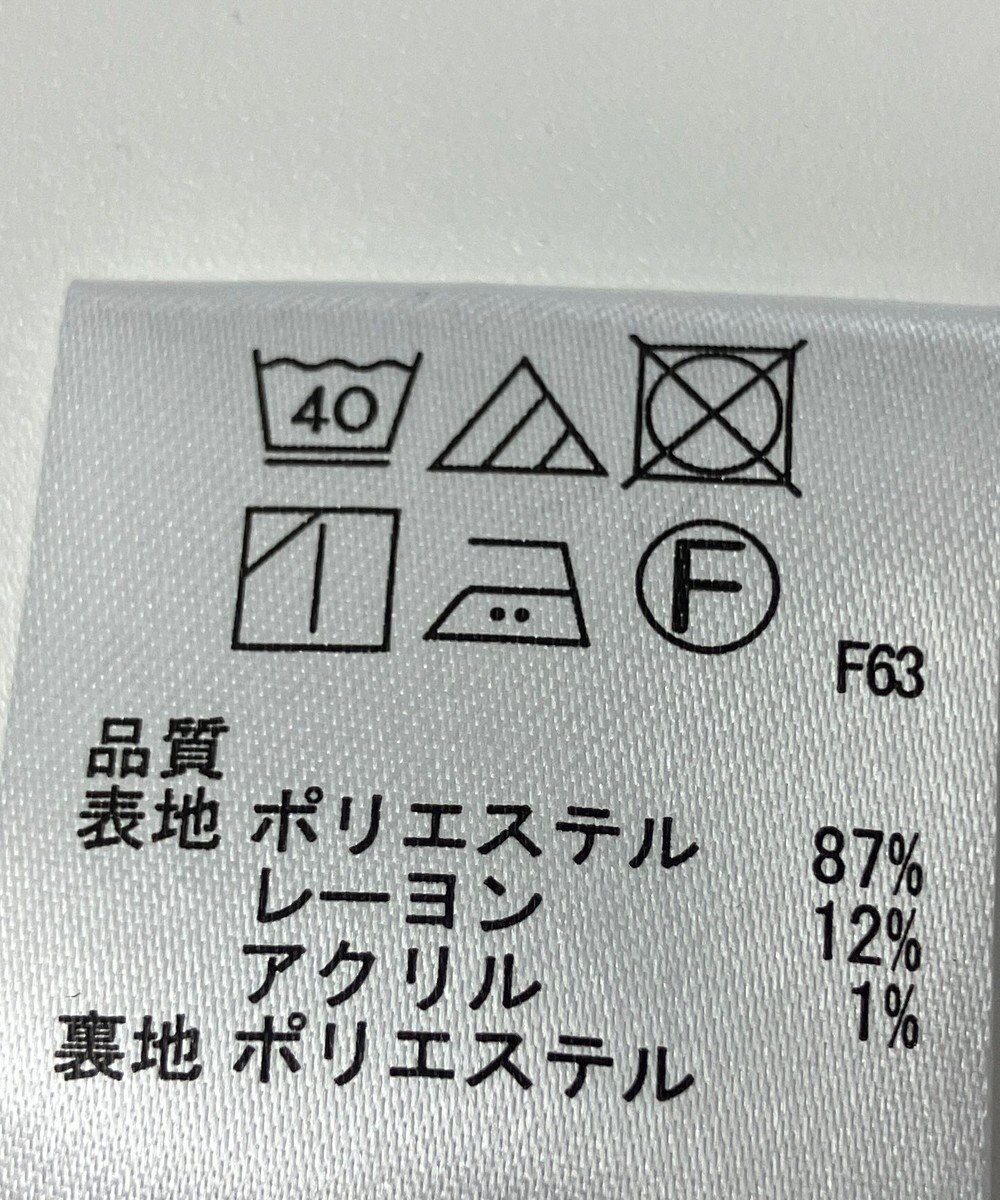 40
F
F63
品質
表地 ポリエステル 87%
レーヨン 12%
アクリル 1%
裏地 ポリエステル